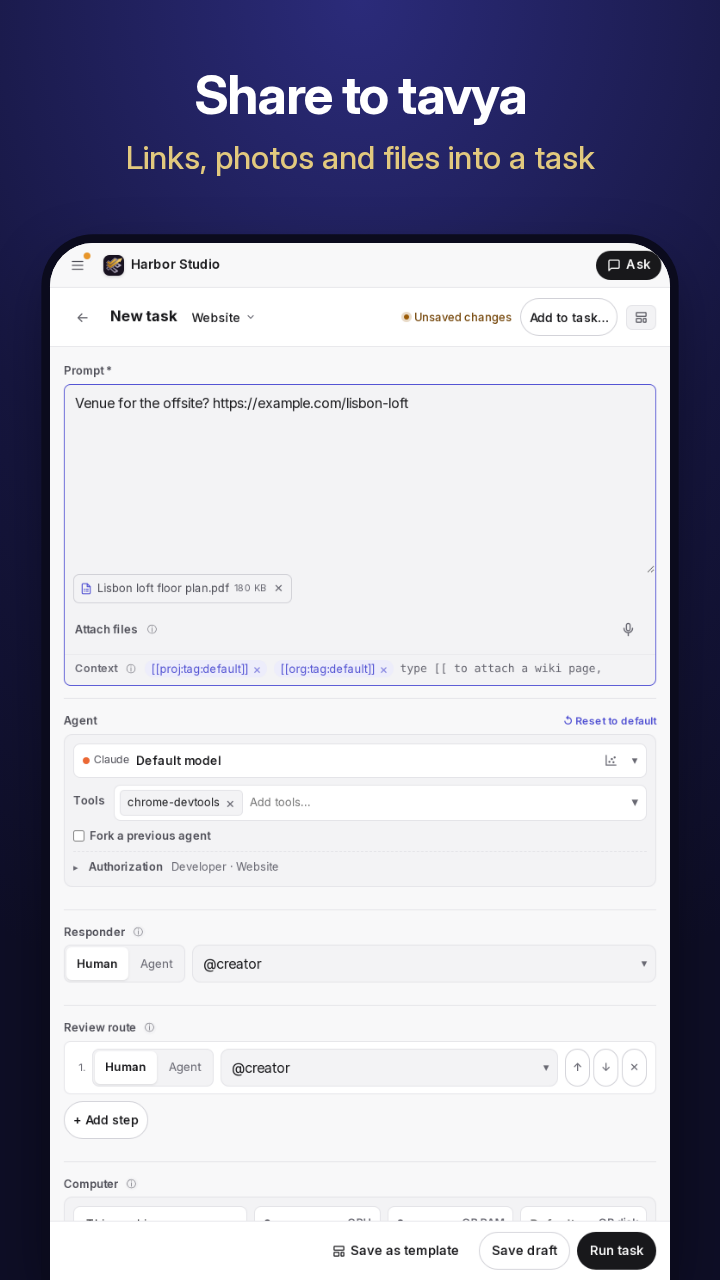 Share to tavya
Links, photos and files into a task
Harbor Studio
Ask
New task
Website
Unsaved changes
Add to task...
Prompt *
Venue for the offsite? https://example.com/lisbon-loft
Lisbon loft floor plan.pdf 180 KB ×
Attach files
Context [[proj:tag:default]] × [[org:tag:default]] × type [[ to attach a wiki page,
Agent
Reset to default
Claude Default model
Tools chrome-devtools × Add tools...
Fork a previous agent
Authorization Developer · Website
Responder
Human Agent @creator
Review route
1. Human Agent @creator
+ Add step
Computer
Save as template
Save draft
Run task